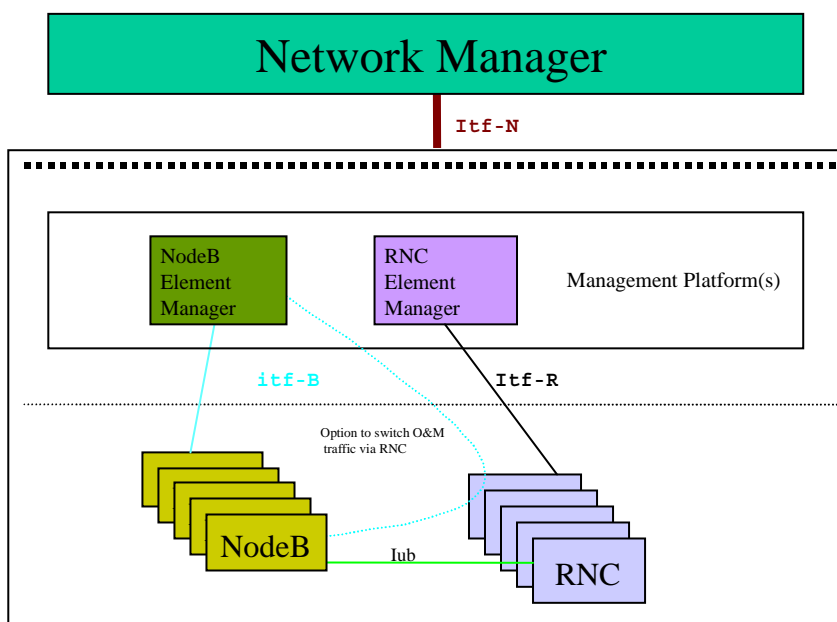 Network Manager
Itf-N
NodeB
Element
Manager
RNC
Element
Manager
Management Platform(s)
itf-B
Itf-R
Option to switch O&M
traffic via RNC
NodeB
Iub
RNC